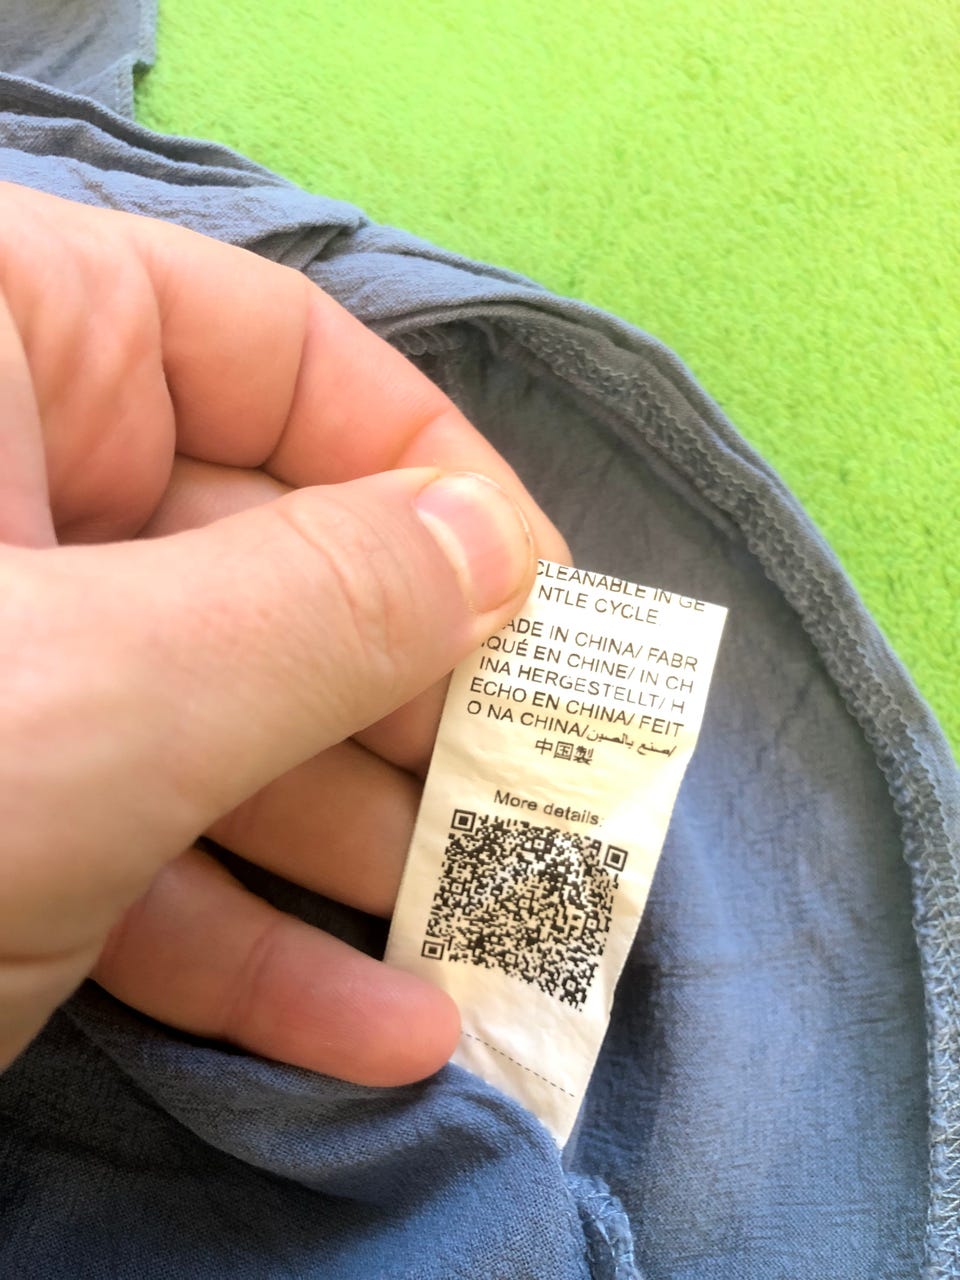 CLEANABLE IN GE
NTLE CYCLE.
ADE IN CHINA/ FABR
IQUÉ EN CHINE/ IN CH
INA HERGESTELLT/ H
ECHO EN CHINA/ FEIT
O NA CHINA/صنع بالصين/
中国製
More details: